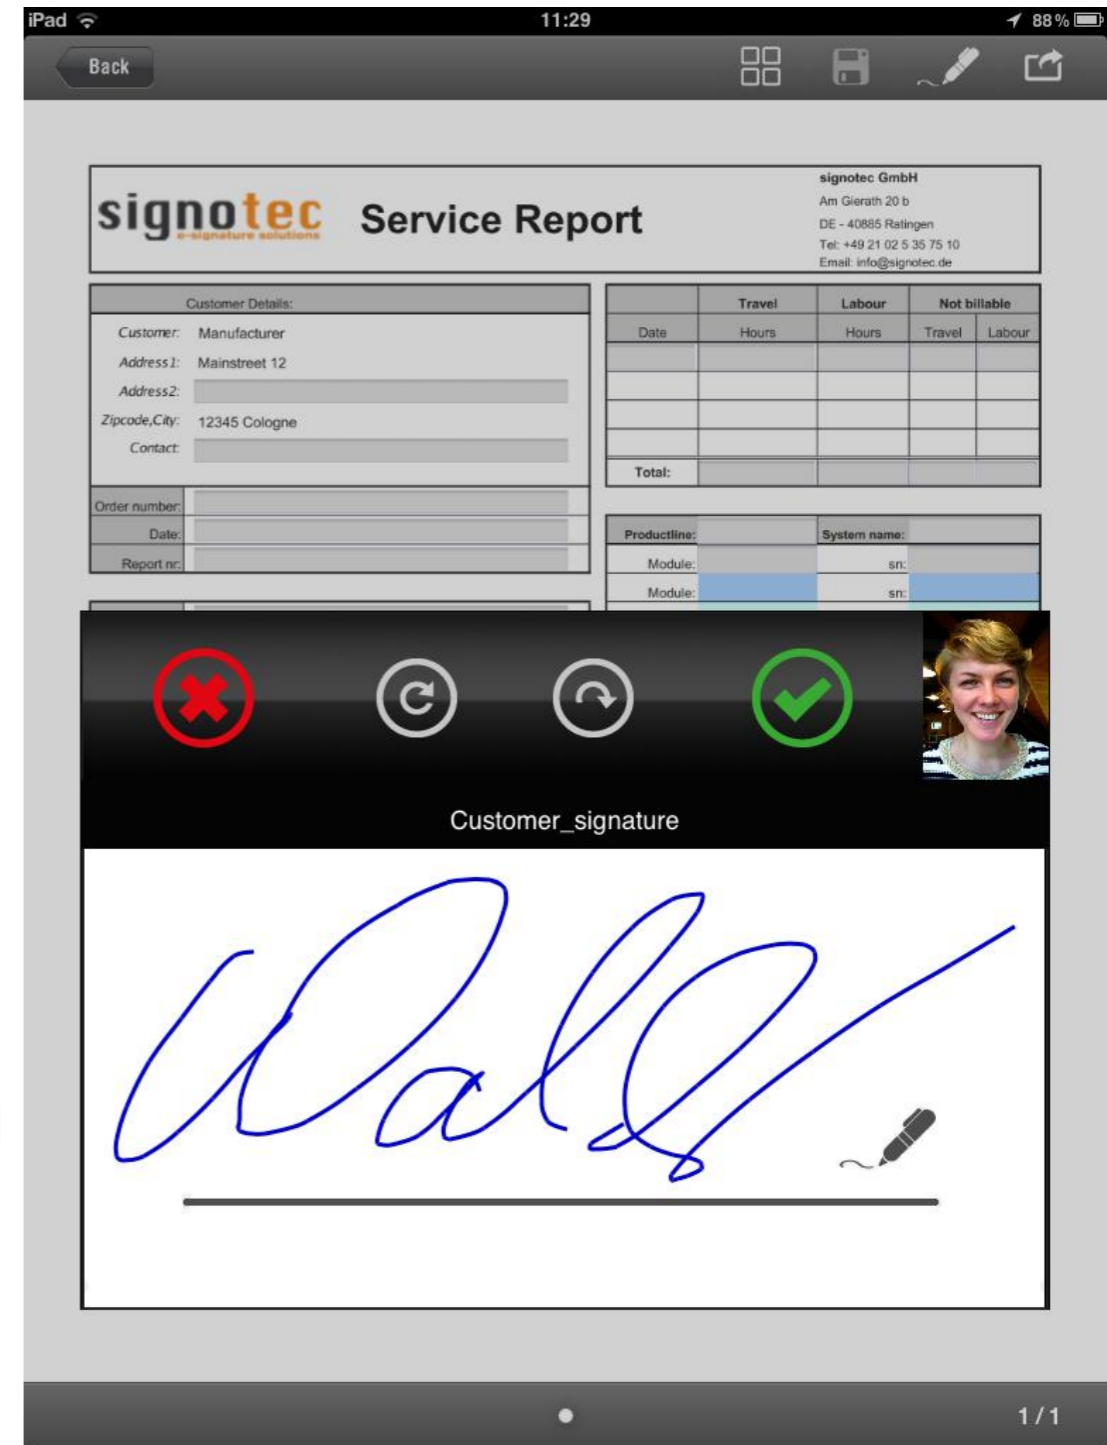 iPad 11:29 88%
Back
signotec
e-signature solutions
Service Report
signotec GmbH
Am Gierath 20 b
DE - 40885 Ratingen
Tel: +49 21 02 5 35 75 10
Email: info@signotec.de
Customer Details:
Customer: Manufacturer
Address1: Mainstreet 12
Address2:
Zipcode,City: 12345 Cologne
Contact:
Order number:
Date:
Report nr:
Travel Labour Not billable
Date Hours Hours Travel Labour
Total:
Productline: System name:
Module: sn:
Module: sn:
Customer_signature
1/1